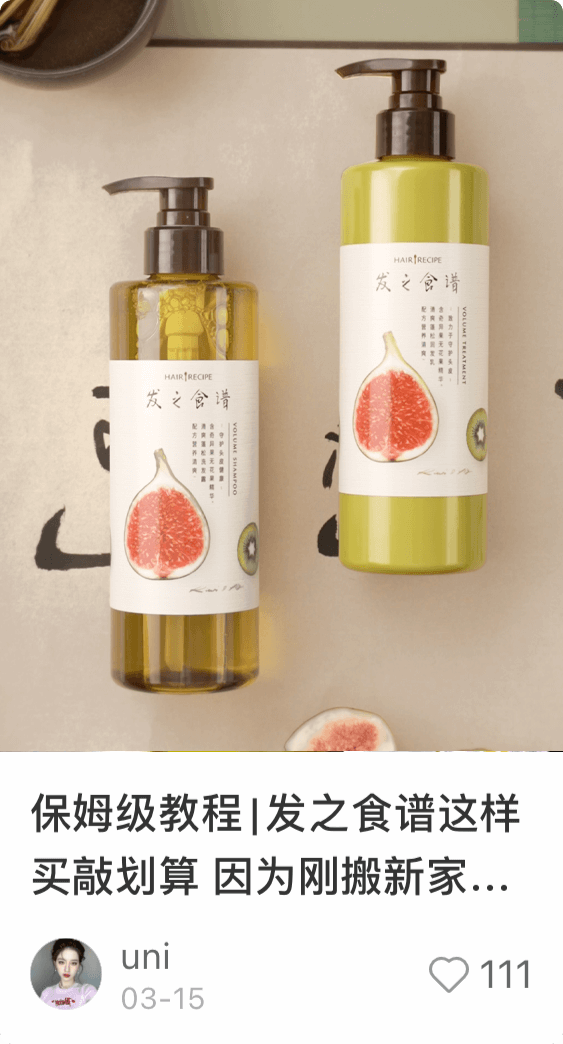 HAIR RECIPE
发之食谱
VOLUME TREATMENT
HAIR RECIPE
发之食谱
VOLUME SHAMPOO
保姆级教程|发之食谱这样
买敲划算 因为刚搬新家...
uni
03-15
111